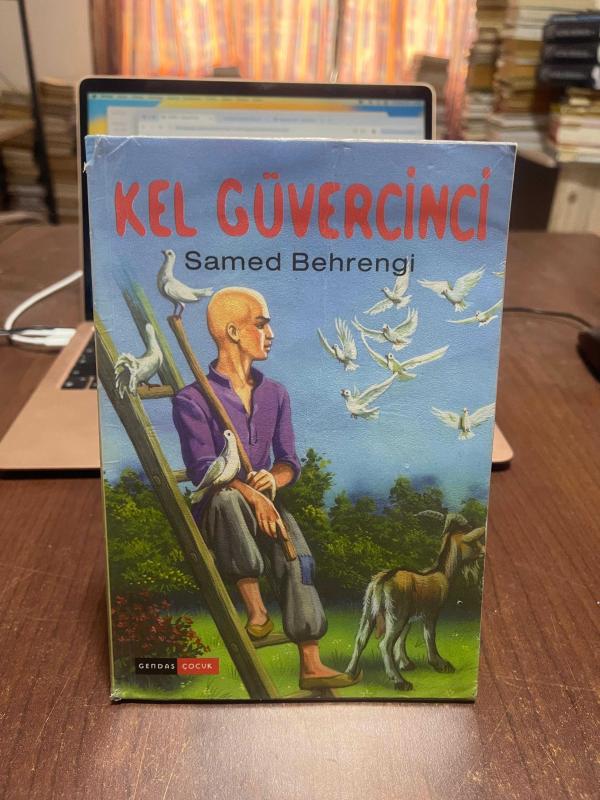 KEL GÜVERCİNCİ
Samed Behrengi
GENDAŞ ÇOCUK